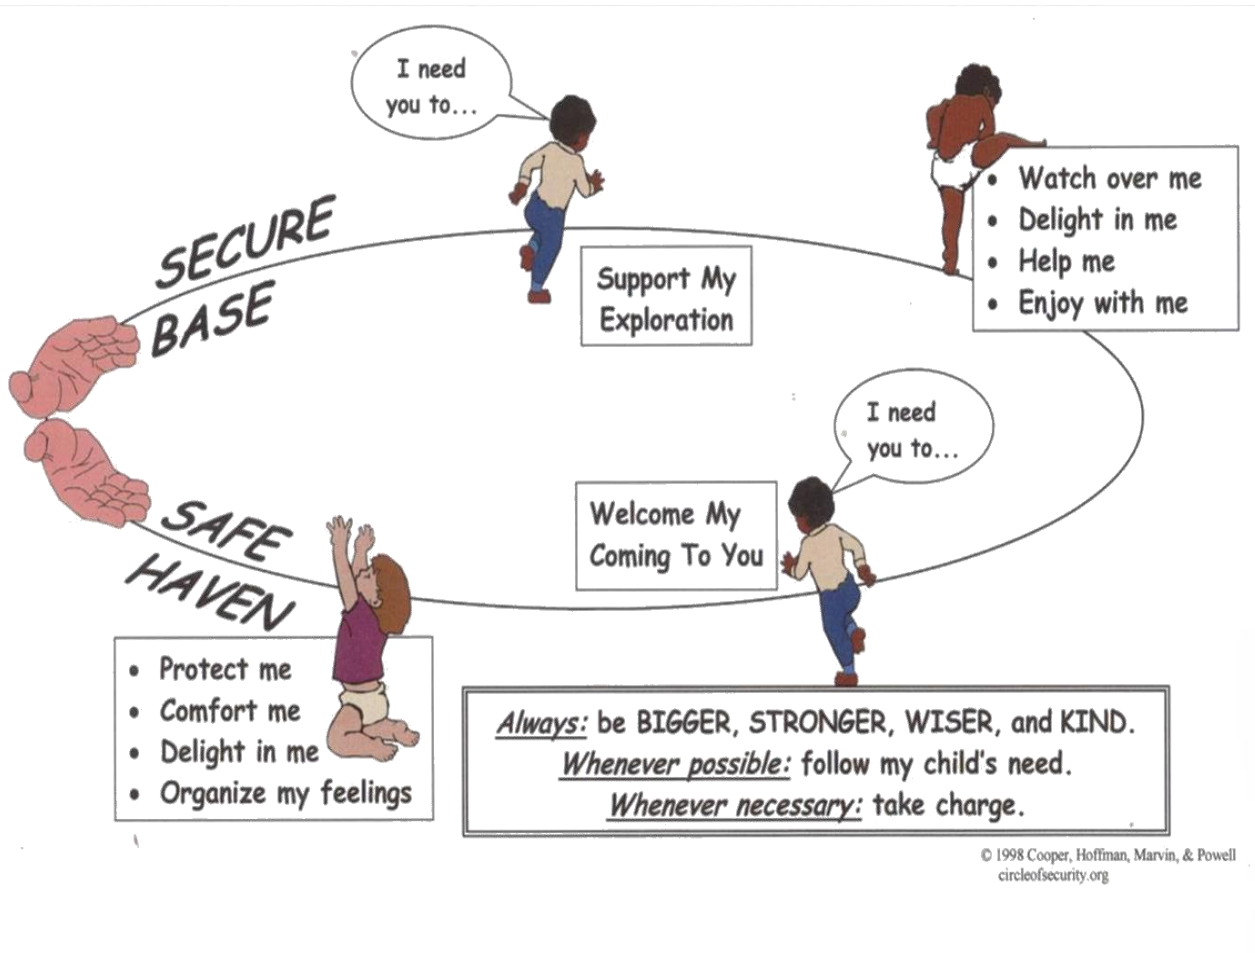 I need
you to...
SECURE
BASE
Support My
Exploration
• Watch over me
• Delight in me
• Help me
• Enjoy with me
I need
you to...
Welcome My
Coming To You
SAFE
HAVEN
• Protect me
• Comfort me
• Delight in me
• Organize my feelings
Always: be BIGGER, STRONGER, WISER, and KIND.
Whenever possible: follow my child's need.
Whenever necessary: take charge.
© 1998 Cooper, Hoffman, Marvin, & Powell
circleofsecurity.org